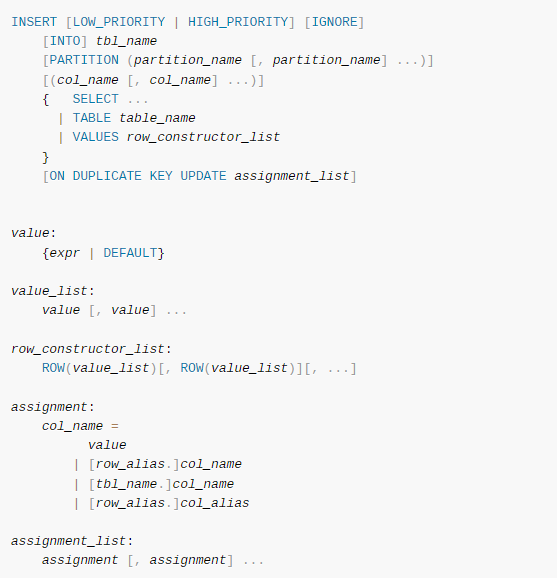 INSERT [LOW_PRIORITY | HIGH_PRIORITY] [IGNORE]
    [INTO] tbl_name
    [PARTITION (partition_name [, partition_name] ...)]
    [(col_name [, col_name] ...)]
    {   SELECT ...
      | TABLE table_name
      | VALUES row_constructor_list
    }
    [ON DUPLICATE KEY UPDATE assignment_list]


value:
    {expr | DEFAULT}

value_list:
    value [, value] ...

row_constructor_list:
    ROW(value_list)[, ROW(value_list)][, ...]

assignment:
    col_name =
          value
        | [row_alias.]col_name
        | [tbl_name.]col_name
        | [row_alias.]col_alias

assignment_list:
    assignment [, assignment] ...